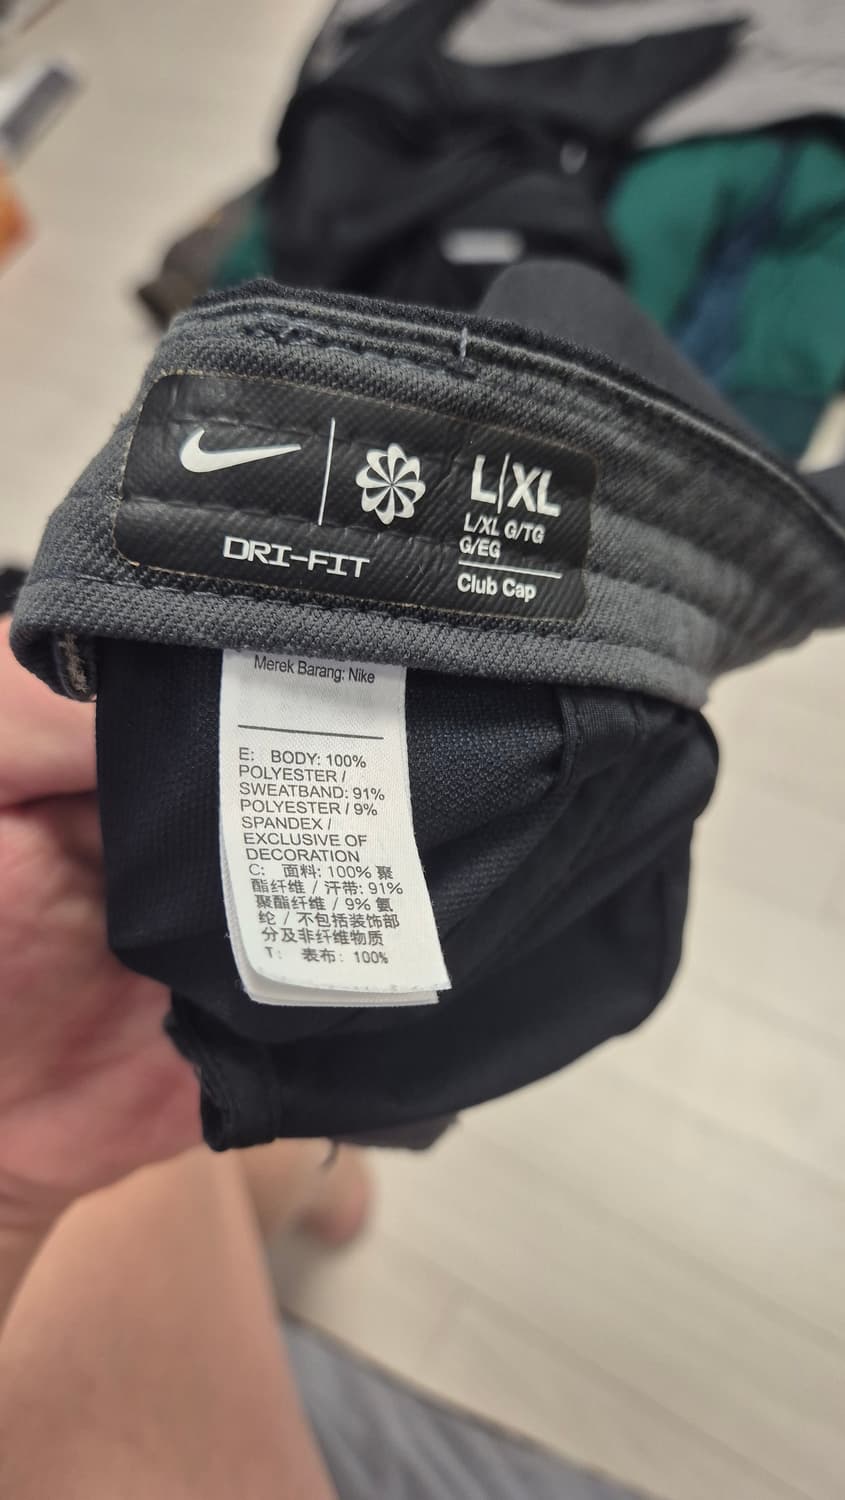 L|XL
L/XL G/TG
G/EG
DRI-FIT
Club Cap
Merek Barang: Nike
E: BODY: 100%
POLYESTER /
SWEATBAND: 91%
POLYESTER / 9%
SPANDEX /
EXCLUSIVE OF
DECORATION
C: 面料: 100% 聚
酯纤维 / 汗带: 91%
聚酯纤维 / 9% 氨
纶 / 不包括装饰部
分及非纤维物质
T: 表布: 100%